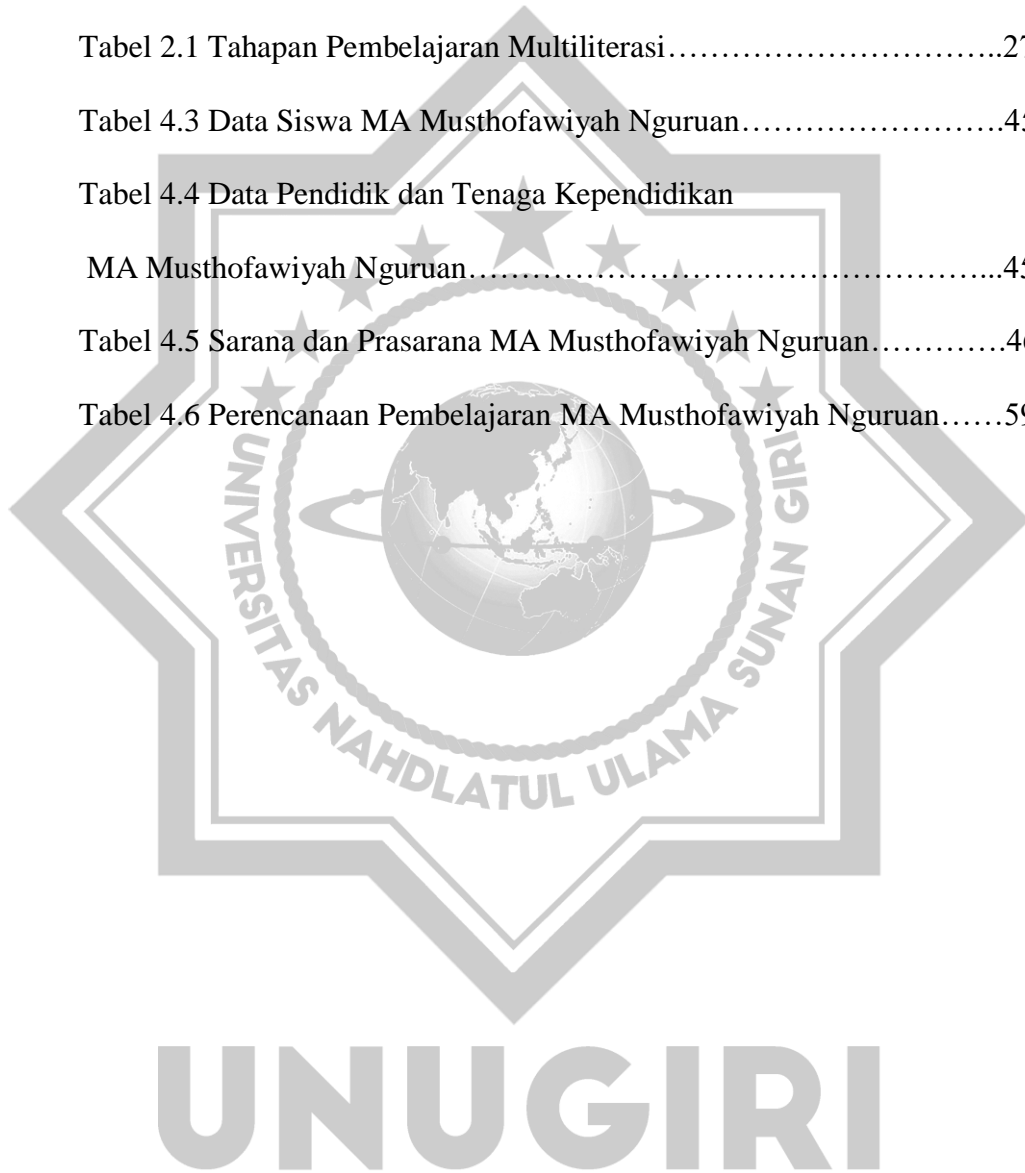 Tabel 2.1 Tahapan Pembelajaran Multiliterasi…………………………..27
Tabel 4.3 Data Siswa MA Musthofawiyah Nguruan…………………….45
Tabel 4.4 Data Pendidik dan Tenaga Kependidikan
MA Musthofawiyah Nguruan…………..……………………………...45
Tabel 4.5 Sarana dan Prasarana MA Musthofawiyah Nguruan………….46
Tabel 4.6 Perencanaan Pembelajaran MA Musthofawiyah Nguruan……59
UNIVERSITAS NAHDLATUL ULAMA SUNAN GIRI
UNUGIRI